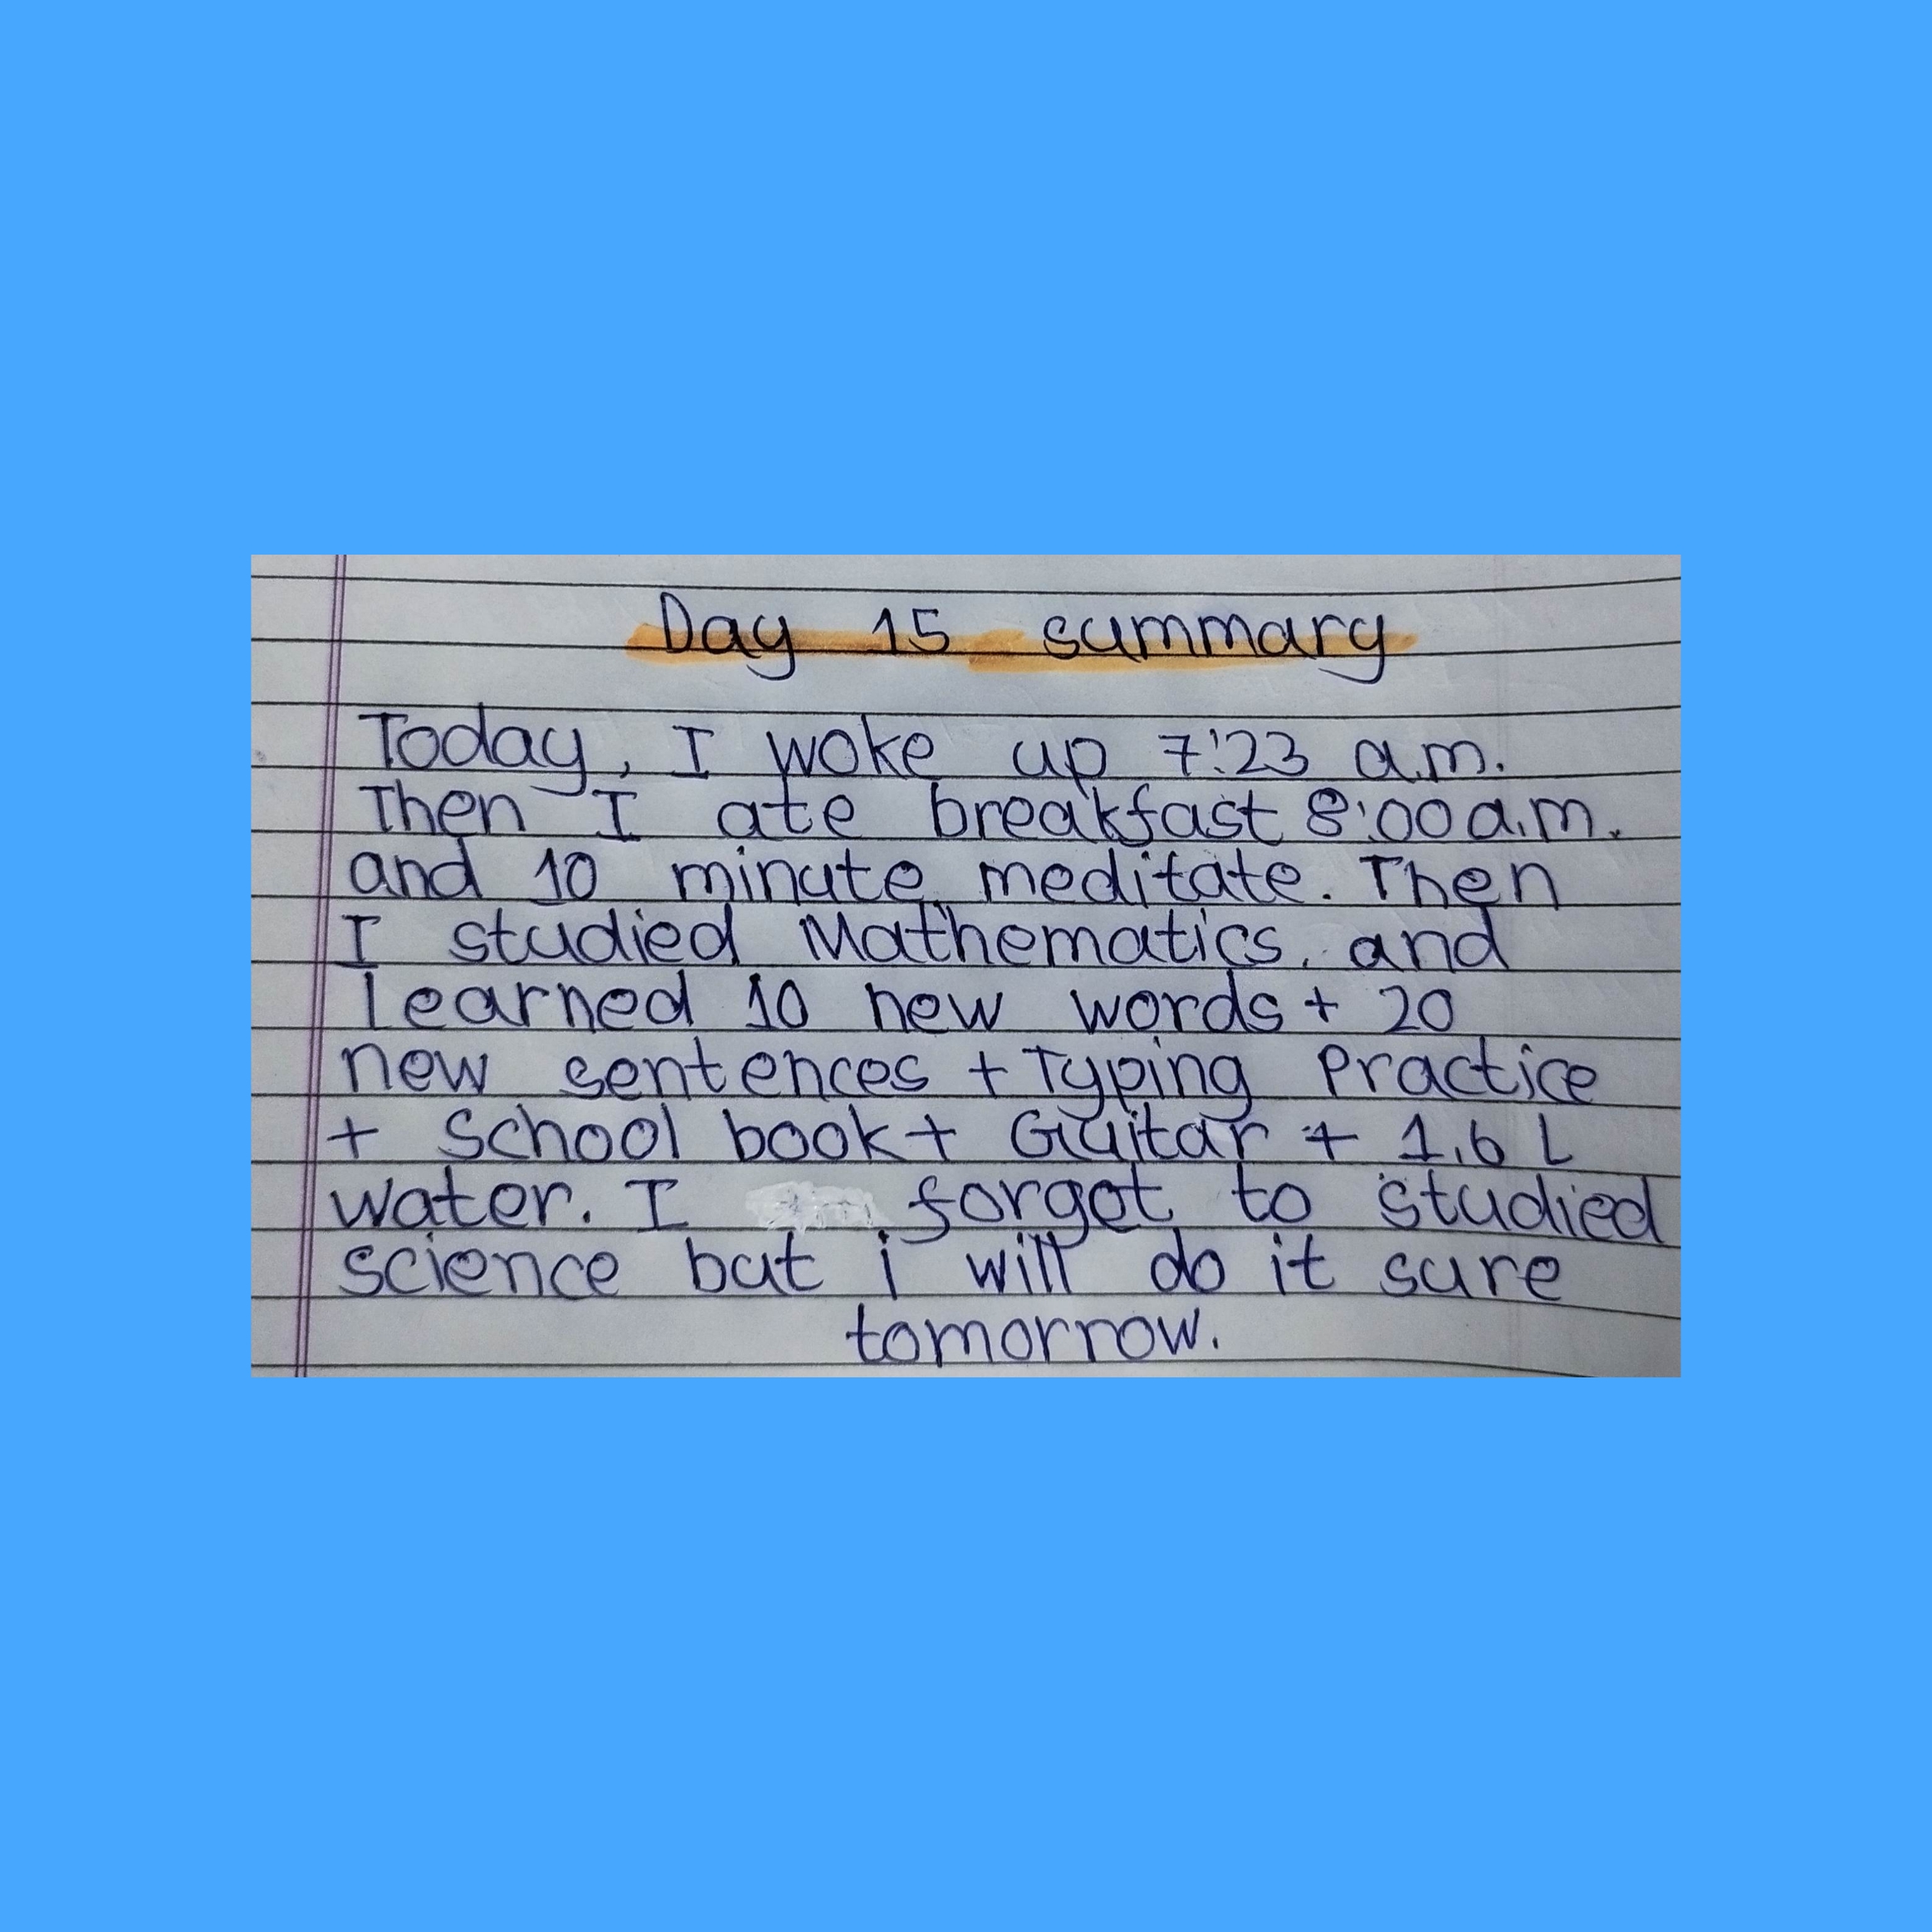 Day 15 summary
Today, I woke up 7:23 a.m.
Then I ate breakfast 8:00 a.m.
and 10 minute meditate. Then
I studied Mathematics, and
learned 10 new words + 20
new sentences + Typing Practice
+ School book + Guitar + 1.6 L
water. I forgot to studied
science but i will do it sure
tomorrow.